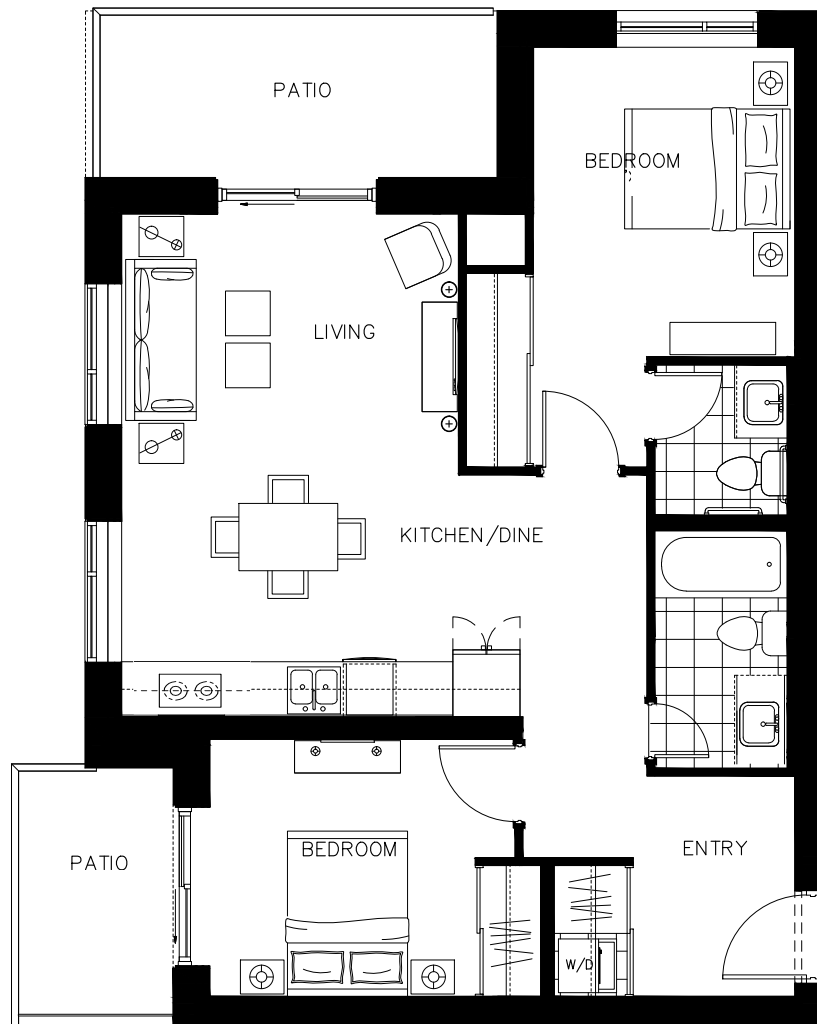 PATIO
BEDROOM
LIVING
KITCHEN/DINE
BEDROOM
ENTRY
PATIO
W/D